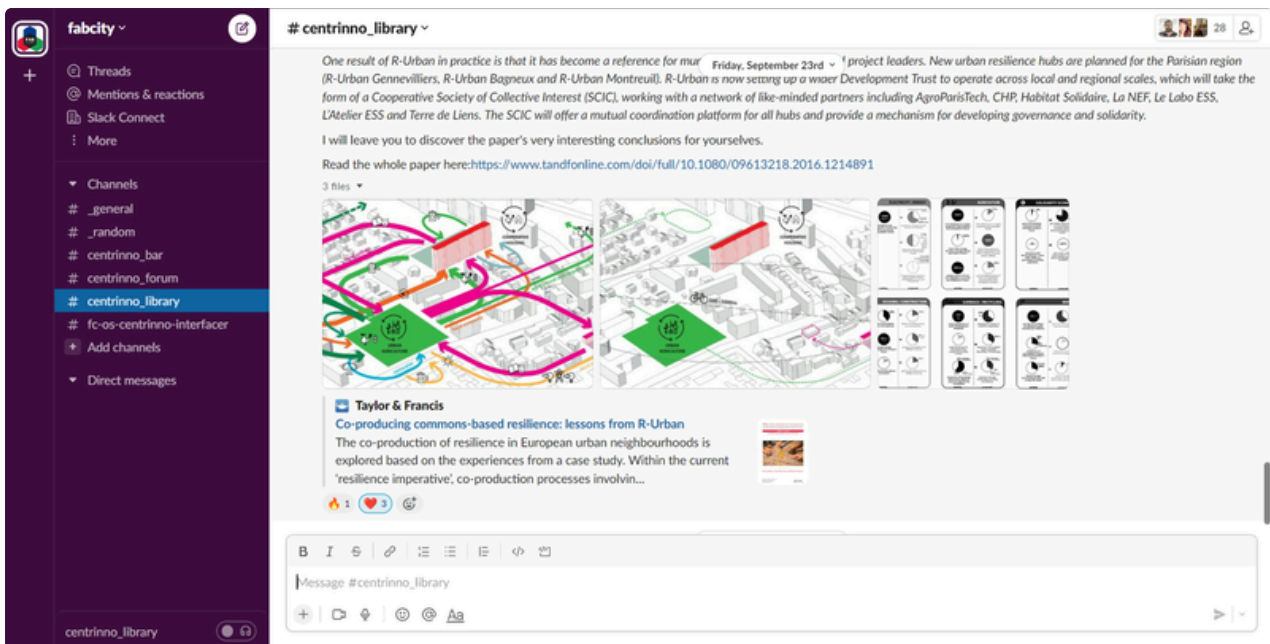 fabcity
Threads
Mentions & reactions
Slack Connect
More
Channels
# _general
# _random
# centrinno_bar
# centrinno_forum
# centrinno_library
# fc-os-centrinno-interfacer
+ Add channels
Direct messages
centrinno_library
# centrinno_library
28
Friday, September 23rd
One result of R-Urban in practice is that it has become a reference for project leaders. New urban resilience hubs are planned for the Parisian region
(R-Urban Gennevilliers, R-Urban Bagneux and R-Urban Montreuil). R-Urban is now setting up a wider Development Trust to operate across local and regional scales, which will take the
form of a Cooperative Society of Collective Interest (SCIC), working with a network of like-minded partners including AgroParisTech, CHP, Habitat Solidaire, La NEF, Le Labo ESS,
L'Atelier ESS and Terre de Liens. The SCIC will offer a mutual coordination platform for all hubs and provide a mechanism for developing governance and solidarity.
I will leave you to discover the paper's very interesting conclusions for yourselves.
Read the whole paper here:https://www.tandfonline.com/doi/full/10.1080/09613218.2016.1214891
3 files
URBAN
AGRICULTURE
URBAN
AGRICULTURE
Taylor & Francis
Co-producing commons-based resilience: lessons from R-Urban
The co-production of resilience in European urban neighbourhoods is
explored based on the experiences from a case study. Within the current
'resilience imperative', co-production processes involvin...
1 3
B I S
Message #centrinno_library
Aa